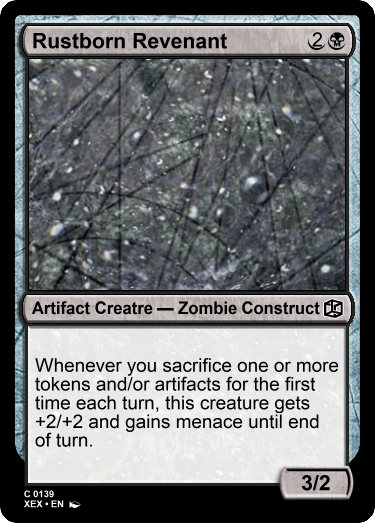 Rustborn Revenant 2
Artifact Creatre — Zombie Construct
Whenever you sacrifice one or more
tokens and/or artifacts for the first
time each turn, this creature gets
+2/+2 and gains menace until end
of turn.
3/2
C 0139
XEX • EN